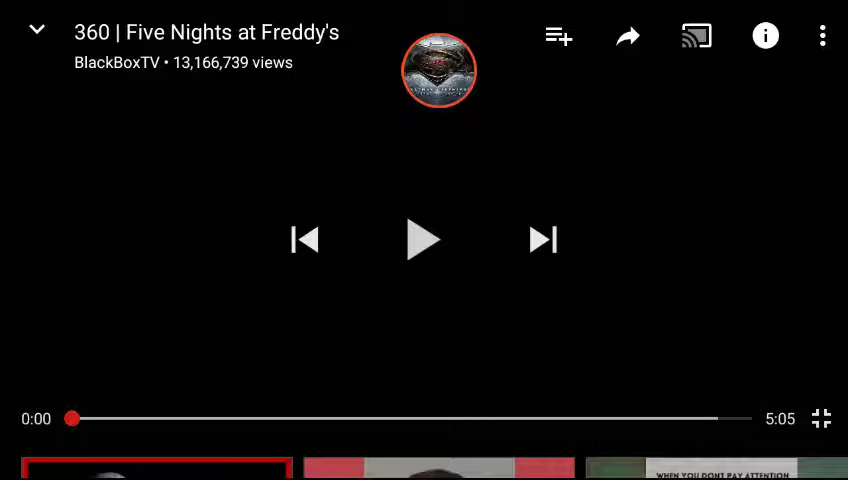 360 | Five Nights at Freddy's
BlackBoxTV • 13,166,739 views
0:00
5:05
WHEN YOU DONT PAY ATTENTION